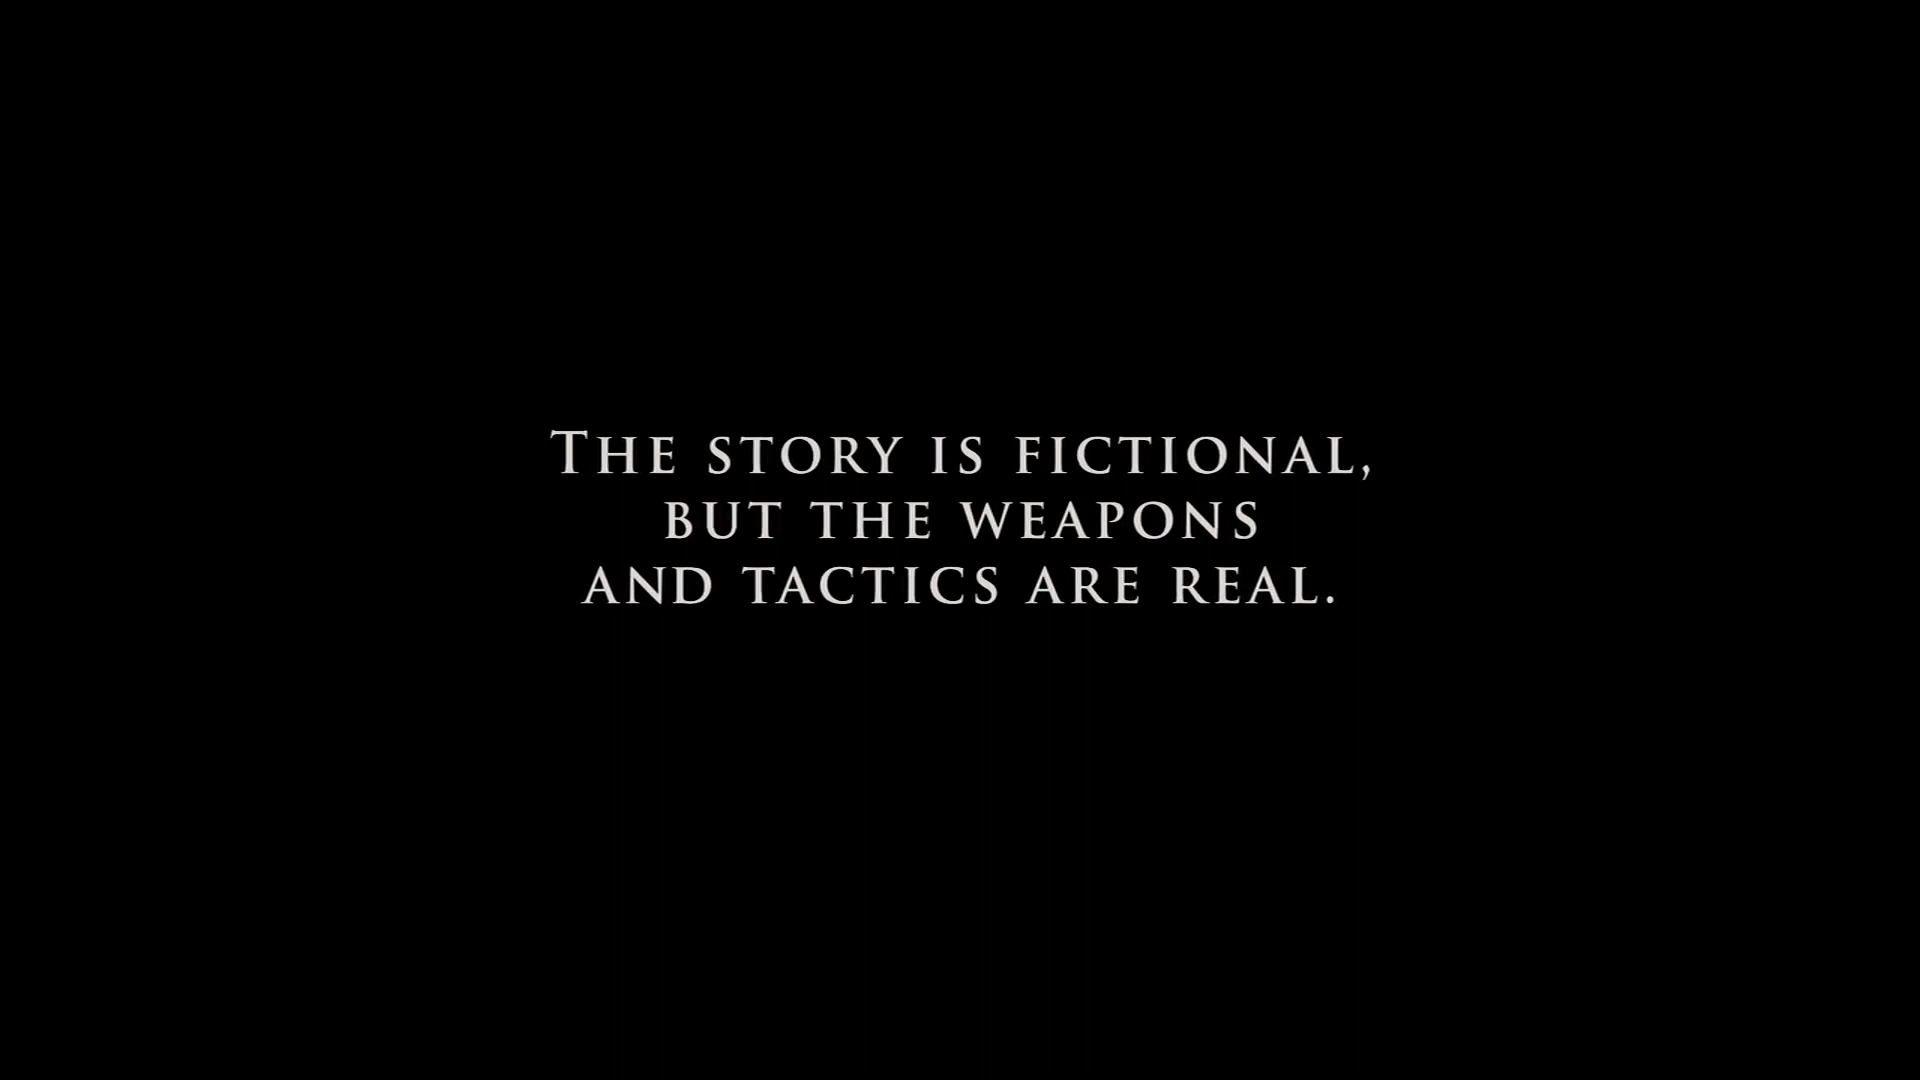 The story is fictional,
but the weapons
and tactics are real.